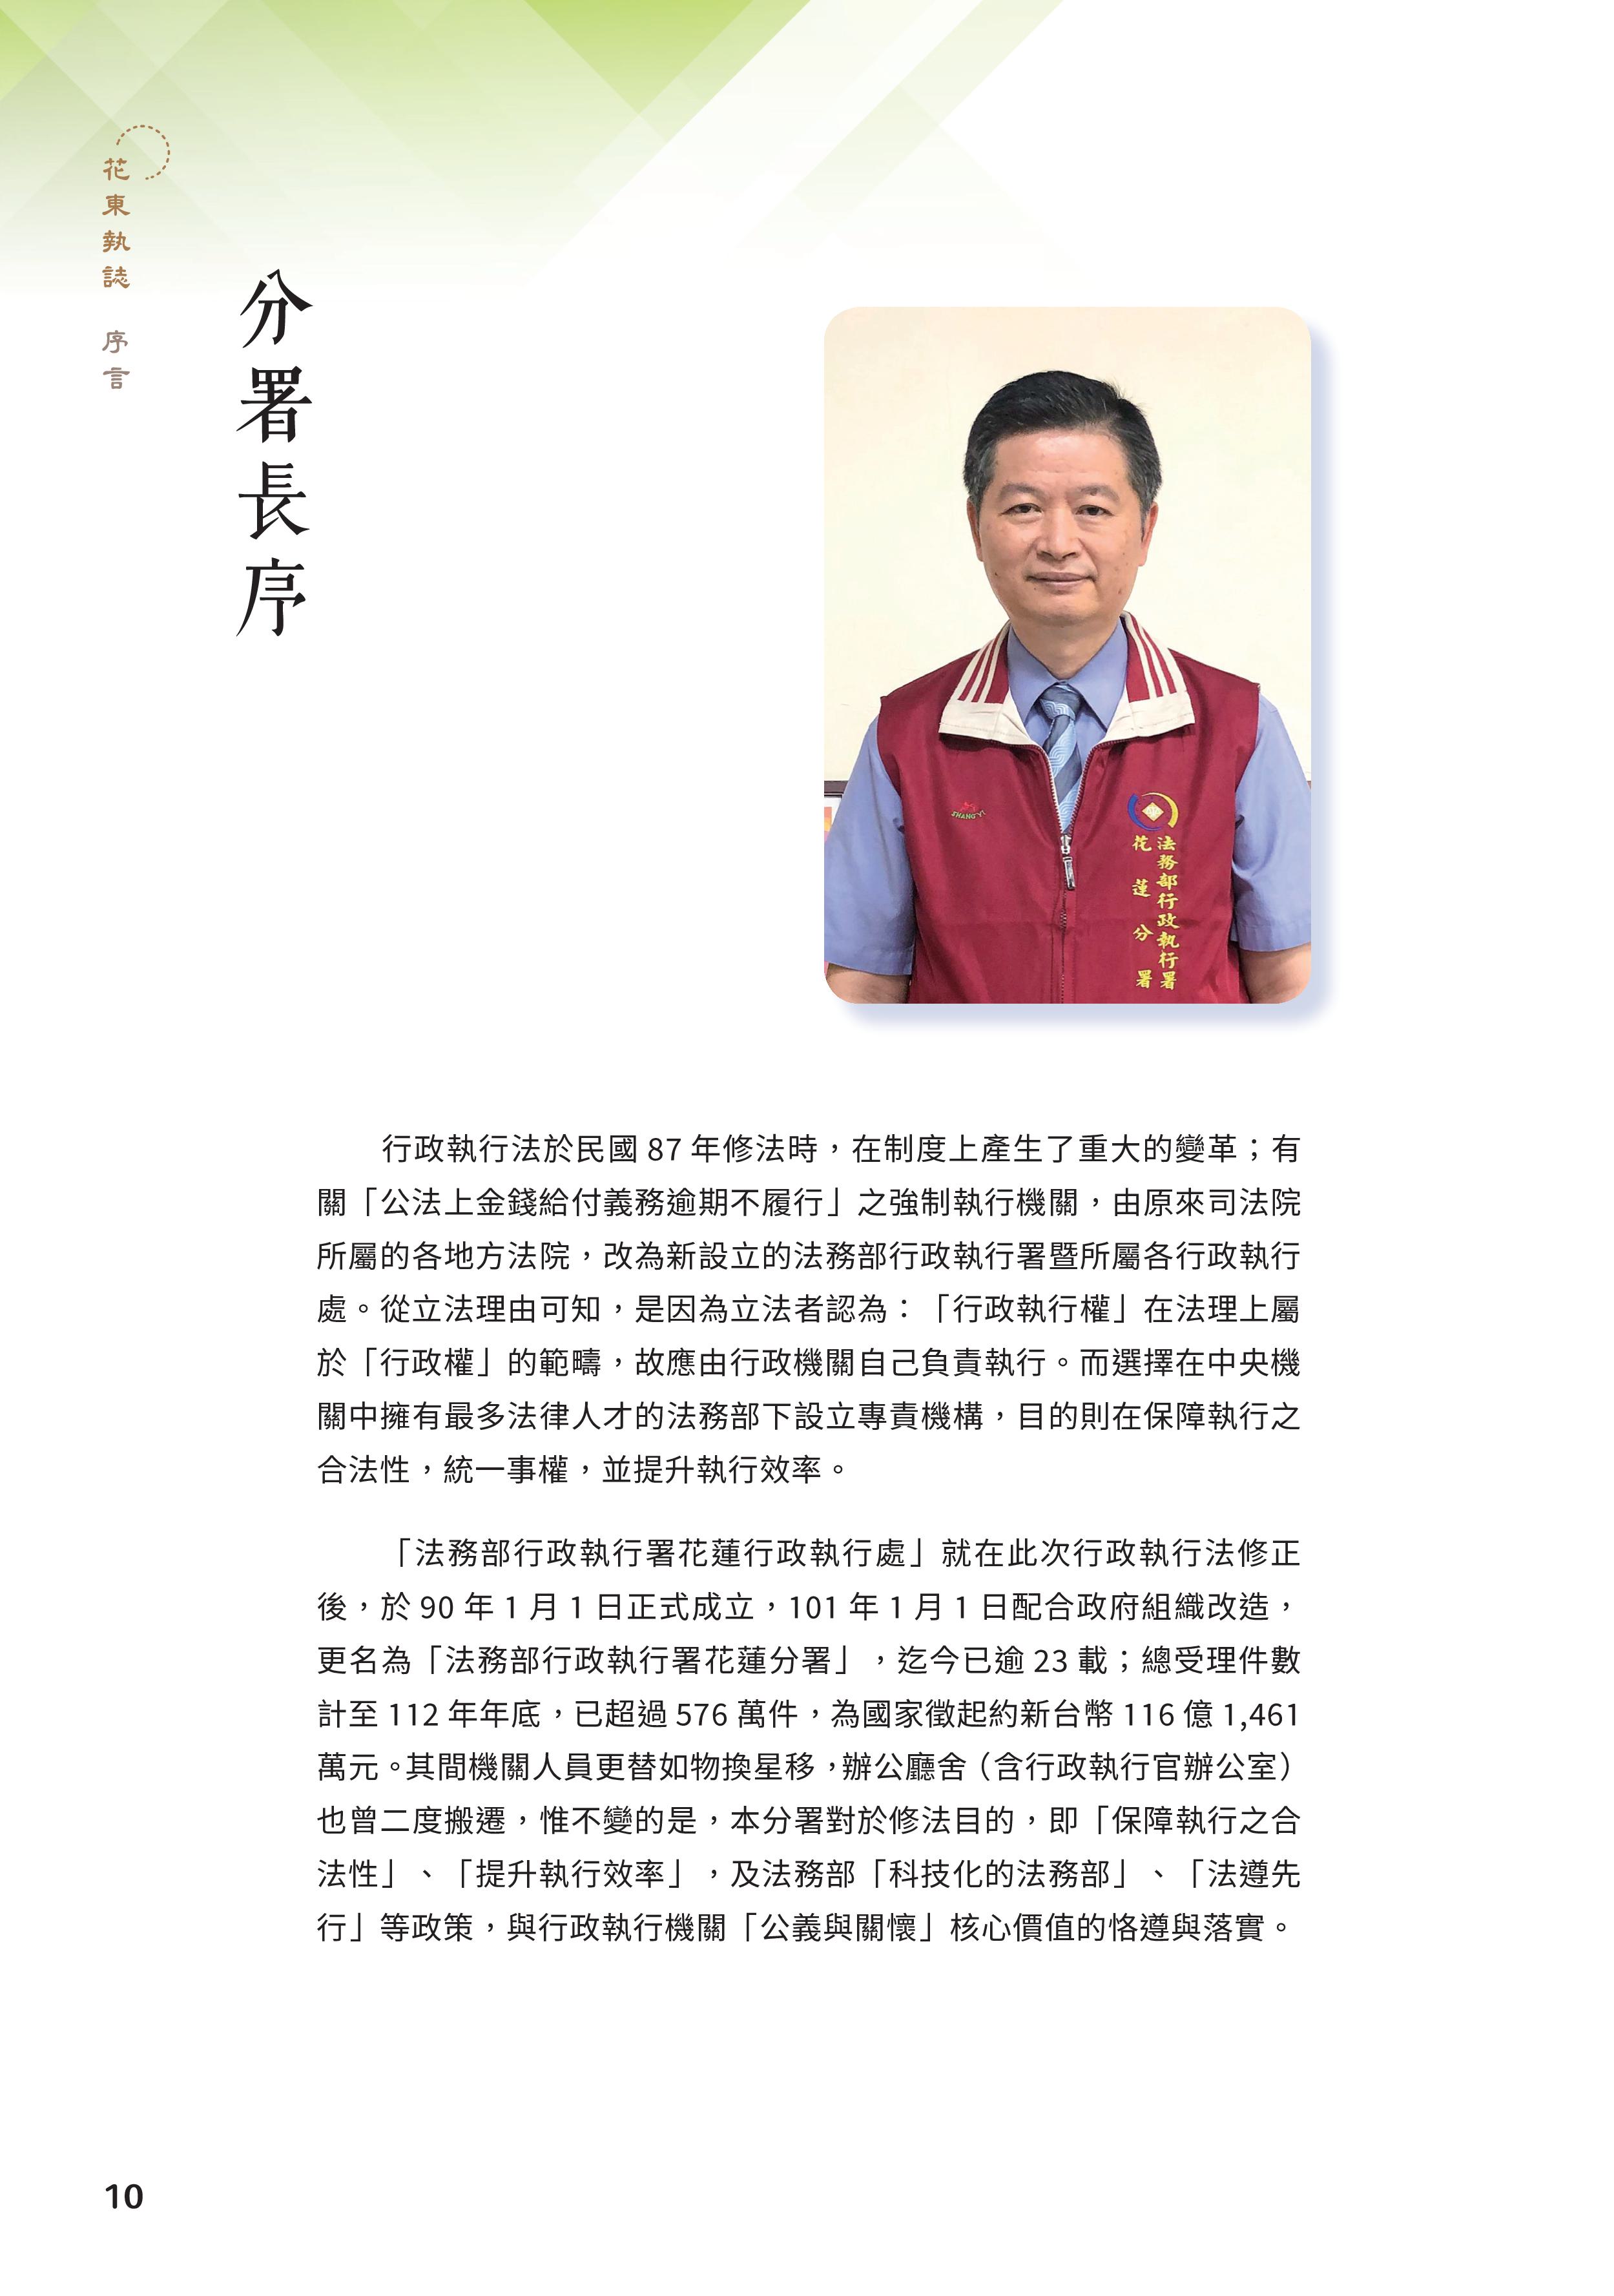 花東執誌 序言
分署長序
SHANG YI
法務部行政執行署
花蓮分署
行政執行法於民國 87 年修法時，在制度上產生了重大的變革；有
關「公法上金錢給付義務逾期不履行」之強制執行機關，由原來司法院
所屬的各地方法院，改為新設立的法務部行政執行署暨所屬各行政執行
處。從立法理由可知，是因為立法者認為：「行政執行權」在法理上屬
於「行政權」的範疇，故應由行政機關自己負責執行。而選擇在中央機
關中擁有最多法律人才的法務部下設立專責機構，目的則在保障執行之
合法性，統一事權，並提升執行效率。
「法務部行政執行署花蓮行政執行處」就在此次行政執行法修正
後，於 90 年 1 月 1 日正式成立，101 年 1 月 1 日配合政府組織改造，
更名為「法務部行政執行署花蓮分署」，迄今已逾 23 載；總受理件數
計至 112 年年底，已超過 576 萬件，為國家徵起約新台幣 116 億 1,461
萬元。其間機關人員更替如物換星移，辦公廳舍（含行政執行官辦公室）
也曾二度搬遷，惟不變的是，本分署對於修法目的，即「保障執行之合
法性」、「提升執行效率」，及法務部「科技化的法務部」、「法遵先
行」等政策，與行政執行機關「公義與關懷」核心價值的恪遵與落實。
10